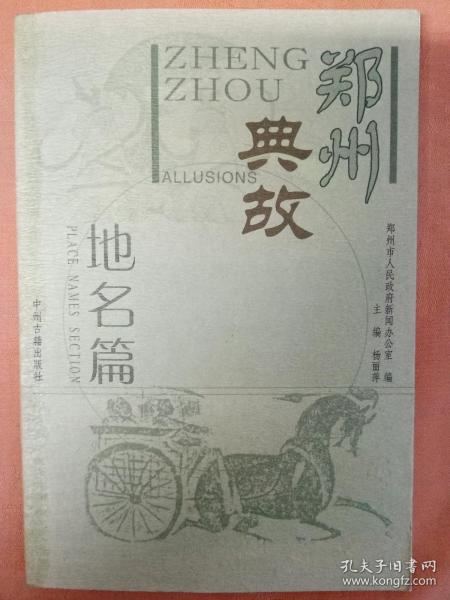 ZHENG
ZHOU
郑州
典故
ALLUSIONS
地名篇
PLACE NAMES SECTION
郑州市人民政府新闻办公室 编
主编 杨丽萍
中州古籍出版社
孔夫子旧书网
www.kongfz.com